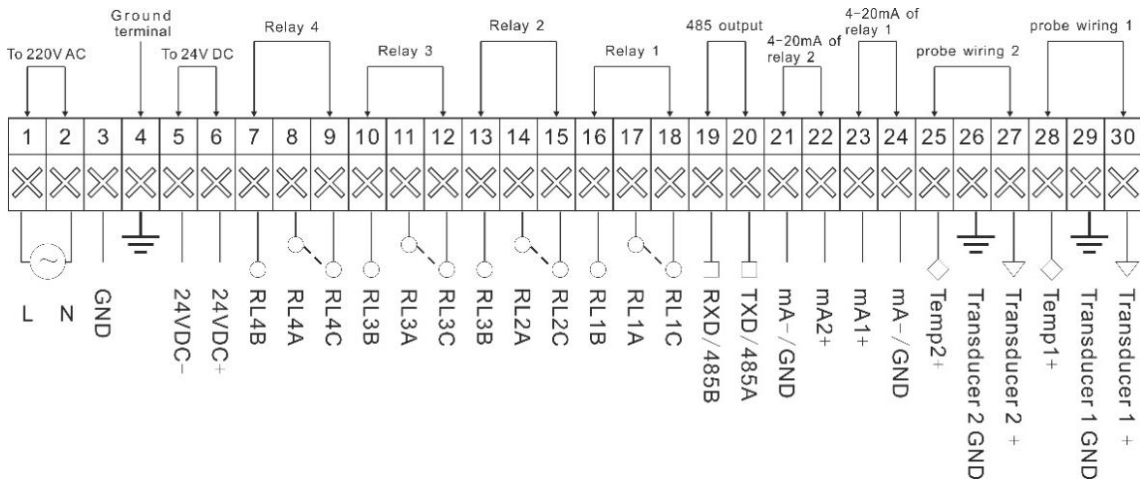 Ground
terminal
To 220V AC
To 24V DC
Relay 4
Relay 3
Relay 2
Relay 1
485 output
4-20mA of
relay 2
4-20mA of
relay 1
probe wiring 2
probe wiring 1
1 2 3 4 5 6 7 8 9 10 11 12 13 14 15 16 17 18 19 20 21 22 23 24 25 26 27 28 29 30
L
N
GND
24VDC-
24VDC+
RL4B
RL4A
RL4C
RL3B
RL3A
RL3C
RL3B
RL2A
RL2C
RL1B
RL1A
RL1C
RXD/485B
TXD/485A
mA-/GND
mA2+
mA1+
mA-/GND
Temp2+
Transducer 2 GND
Transducer 2 +
Temp1+
Transducer 1 GND
Transducer 1 +